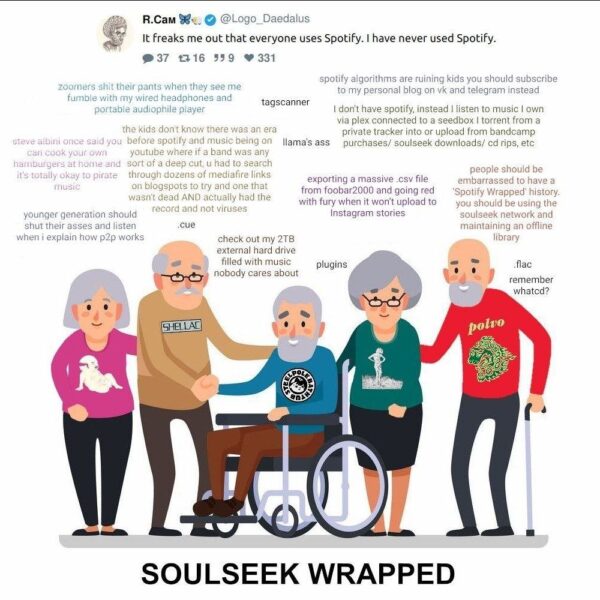 R.Cам
@Logo_Daedalus
It freaks me out that everyone uses Spotify. I have never used Spotify.
37 16 9 331
zoomers shit their pants when they see me
fumble with my wired headphones and
portable audiophile player
tagscanner
spotify algorithms are ruining kids you should subscribe
to my personal blog on vk and telegram instead
I don't have spotify, instead I listen to music I own
via plex connected to a seedbox I torrent from a
private tracker into or upload from bandcamp
purchases/ soulseek downloads/ cd rips, etc
steve albini once said you
can cook your own
hamburgers at home and
it's totally okay to pirate
music
the kids don't know there was an era
before spotify and music being on
youtube where if a band was any
sort of a deep cut, u had to search
through dozens of mediafire links
on blogspots to try and one that
wasn't dead AND actually had the
record and not viruses
llama's ass
exporting a massive .csv file
from foobar2000 and going red
with fury when it won't upload to
Instagram stories
people should be
embarrassed to have a
'Spotify Wrapped' history.
you should be using the
soulseek network and
maintaining an offline
library
younger generation should
shut their asses and listen
when i explain how p2p works
.cue
check out my 2TB
external hard drive
filled with music
nobody cares about
plugins
.flac
remember
whatcd?
SHELLAC
polvo
SOULSEEK WRAPPED